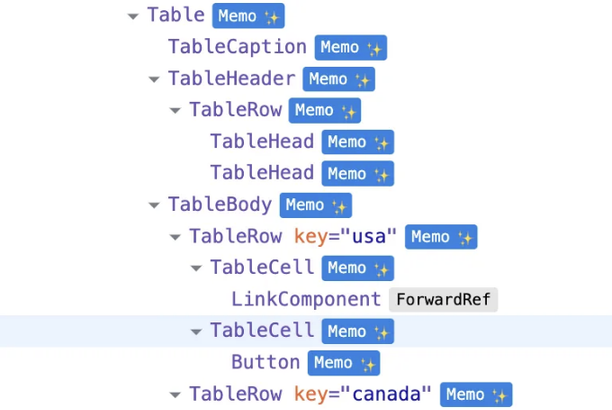 Table Memo ✨
TableCaption Memo ✨
TableHeader Memo ✨
TableRow Memo ✨
TableHead Memo ✨
TableHead Memo ✨
TableBody Memo ✨
TableRow key="usa" Memo ✨
TableCell Memo ✨
LinkComponent ForwardRef
TableCell Memo ✨
Button Memo ✨
TableRow key="canada" Memo ✨